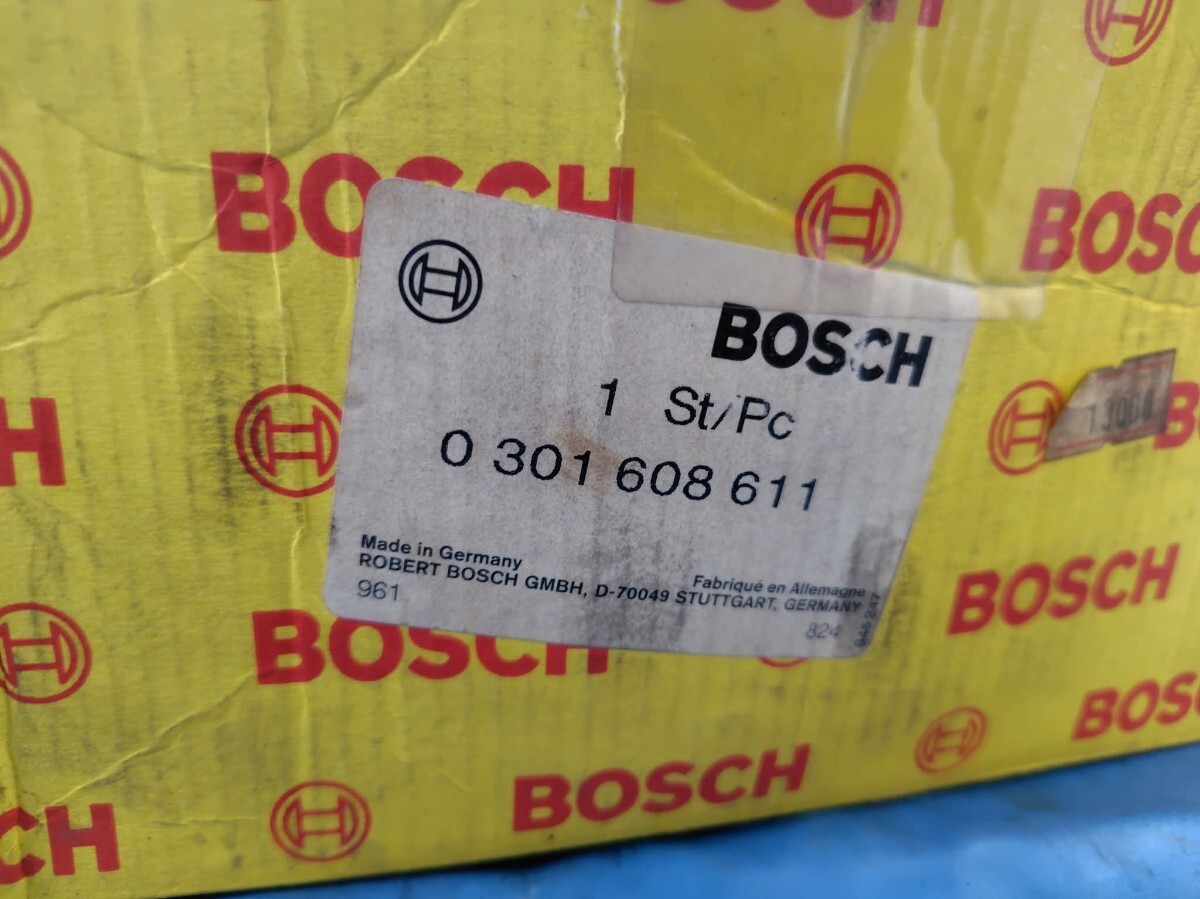 BOSCH
BOSCH
BOSCH
BOSCH
1 St/Pc
0 301 608 611
Made in Germany
Fabriqué en Allemagne
ROBERT BOSCH GMBH, D-70049 STUTTGART, GERMANY
961
824
BOSCH
BOSCH
BOSCH
BOSCH